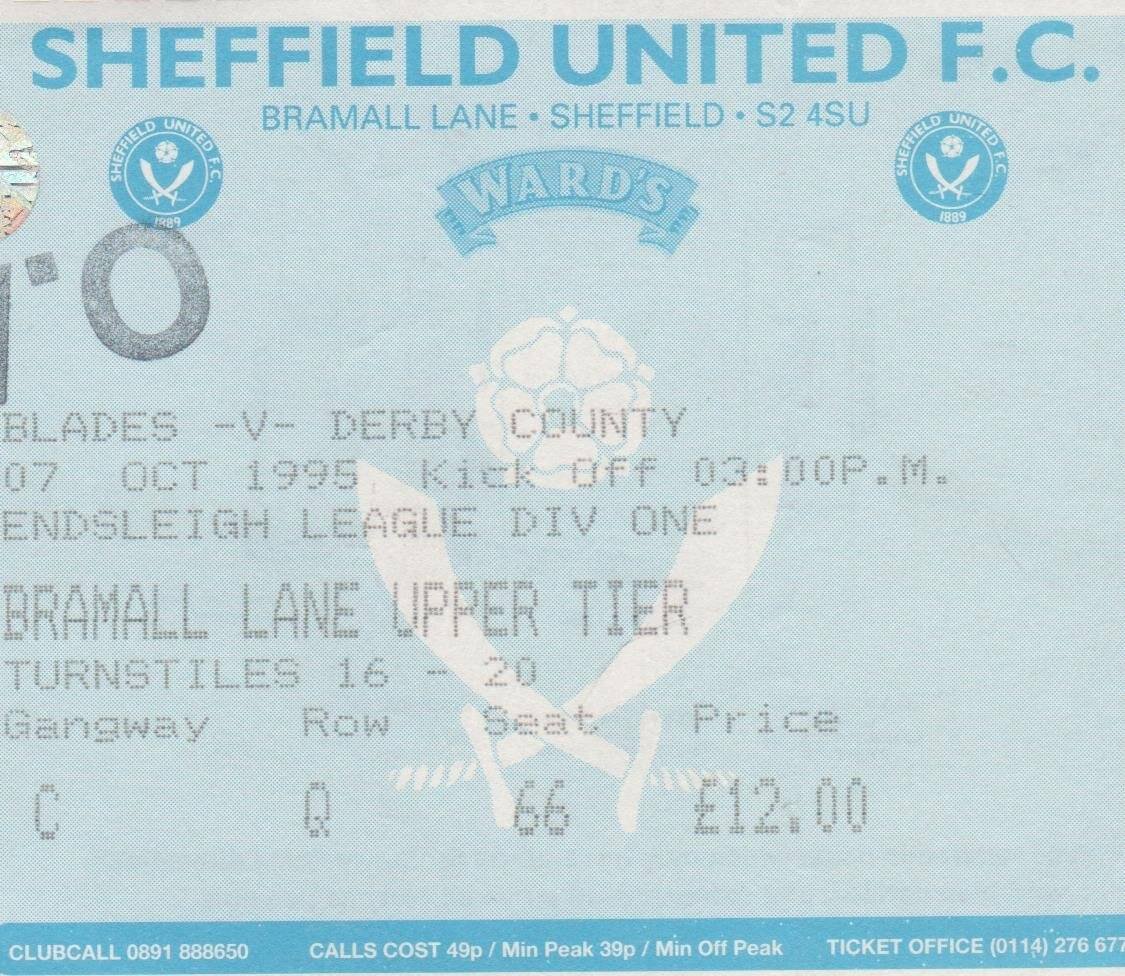 SHEFFIELD UNITED F.C.
BRAMALL LANE • SHEFFIELD • S2 4SU
SHEFFIELD UNITED F.C.
1889
WARD'S
SHEFFIELD UNITED F.C.
1889
BLADES -V- DERBY COUNTY
07 OCT 1995 Kick Off 03:00P.M.
ENDSLEIGH LEAGUE DIV ONE
BRAMALL LANE UPPER TIER
TURNSTILES 16 - 20
Gangway Row Seat Price
C Q 66 £12.00
CLUBCALL 0891 888650 CALLS COST 49p / Min Peak 39p / Min Off Peak TICKET OFFICE (0114) 276 677